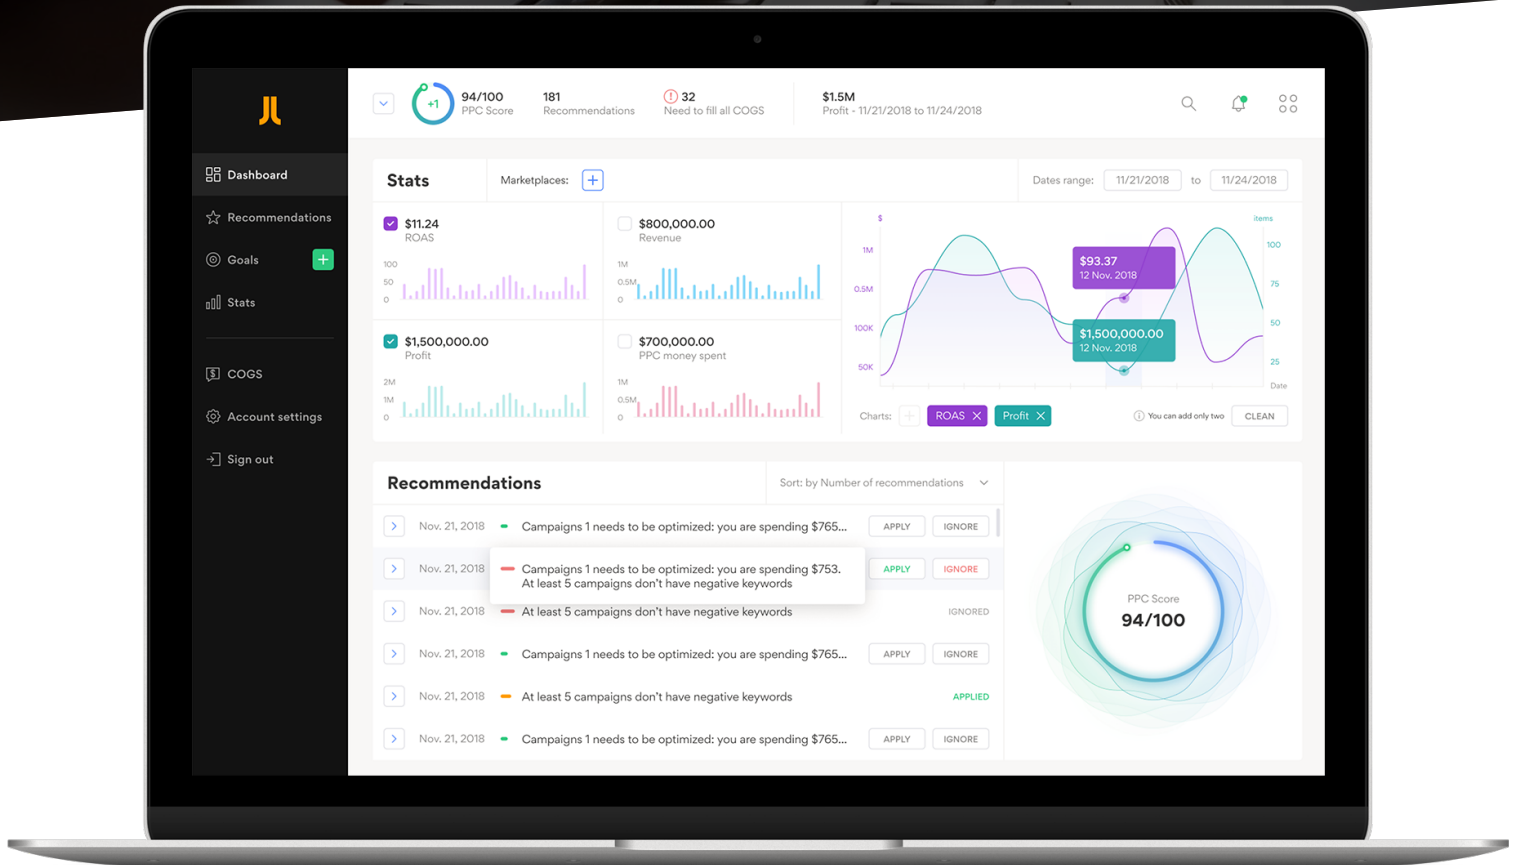 Dashboard
Recommendations
Goals
Stats
COGS
Account settings
Sign out
+1
94/100
PPC Score
181
Recommendations
32
Need to fill all COGS
$1.5M
Profit - 11/21/2018 to 11/24/2018
Stats
Marketplaces:
Dates range: 11/21/2018 to 11/24/2018
$11.24
ROAS
100
50
0
$800,000.00
Revenue
1M
0.5M
0
$1,500,000.00
Profit
2M
1M
0
$700,000.00
PPC money spent
1M
0.5M
0
$
items
1M
0.5M
100K
50K
100
75
50
25
Date
$93.37
12 Nov. 2018
$1,500,000.00
12 Nov. 2018
Charts: ROAS Profit
You can add only two
CLEAN
Recommendations
Sort: by Number of recommendations
Nov. 21, 2018 Campaigns 1 needs to be optimized: you are spending $765... APPLY IGNORE
Nov. 21, 2018 Campaigns 1 needs to be optimized: you are spending $753. APPLY IGNORE
At least 5 campaigns don't have negative keywords
Nov. 21, 2018 At least 5 campaigns don't have negative keywords IGNORED
Nov. 21, 2018 Campaigns 1 needs to be optimized: you are spending $765... APPLY IGNORE
Nov. 21, 2018 At least 5 campaigns don't have negative keywords APPLIED
Nov. 21, 2018 Campaigns 1 needs to be optimized: you are spending $765... APPLY IGNORE
PPC Score
94/100